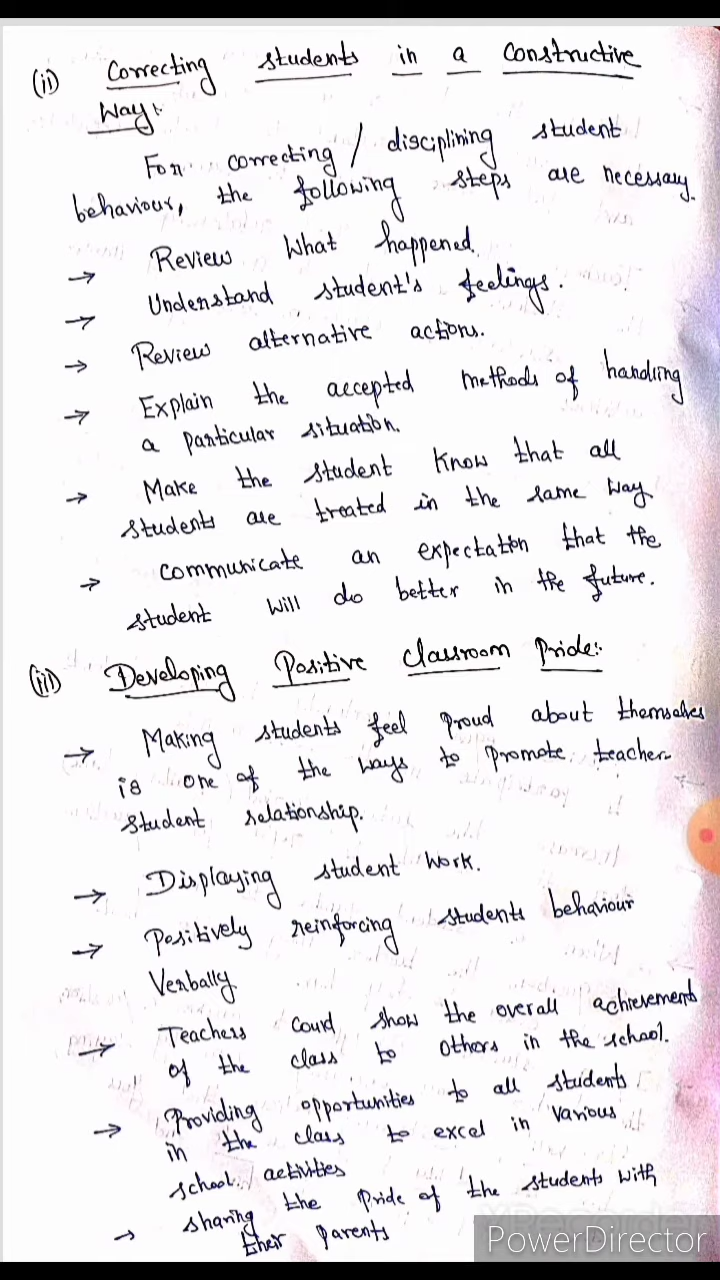 (ii) Correcting students in a constructive
Way:
For correcting / disciplining student
behaviour, the following steps are necessary.
→ Review What happened.
→ Understand student's feelings.
→ Review alternative actions.
→ Explain the accepted methods of handling
a particular situation.
→ Make the student Know that all
students are treated in the same way
→ communicate an expectation that the
student will do better in the future.
(iii) Developing Positive classroom Pride:
→ Making students feel proud about themselves
is one of the ways to promote teacher-
student relationship.
→ Displaying student work.
→ Positively reinforcing students behaviour
Verbally
→ Teachers could show the overall achievements
of the class to others in the school.
→ Providing opportunities to all students
in the class to excel in various
school activities
→ sharing the pride of the students with
their parents
PowerDirector